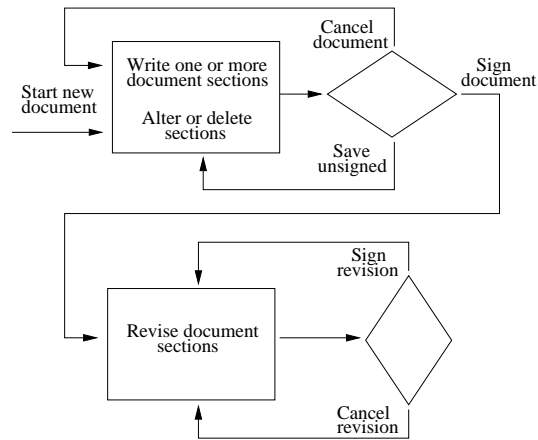 Cancel
document
Sign
document
Write one or more
document sections
Start new
document
Alter or delete
sections
Save
unsigned
Sign
revision
Revise document
sections
Cancel
revision